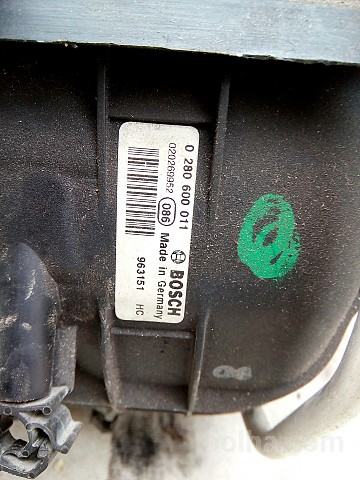 0 280 600 011
020269952 086
BOSCH
Made in Germany
963151 HC